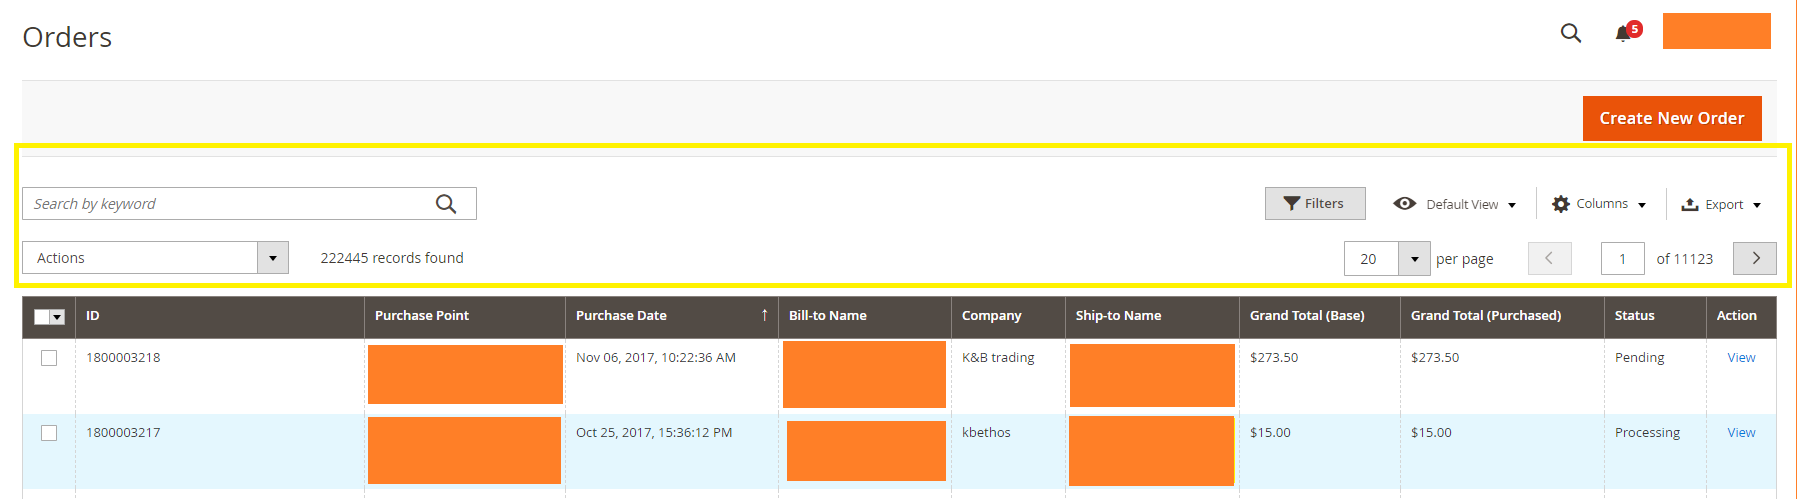 Orders
5
Create New Order
Search by keyword
Filters
Default View
Columns
Export
Actions
222445 records found
20
per page
1
of 11123
ID Purchase Point Purchase Date ↑ Bill-to Name Company Ship-to Name Grand Total (Base) Grand Total (Purchased) Status Action
1800003218 Nov 06, 2017, 10:22:36 AM K&B trading $273.50 $273.50 Pending View
1800003217 Oct 25, 2017, 15:36:12 PM kbethos $15.00 $15.00 Processing View